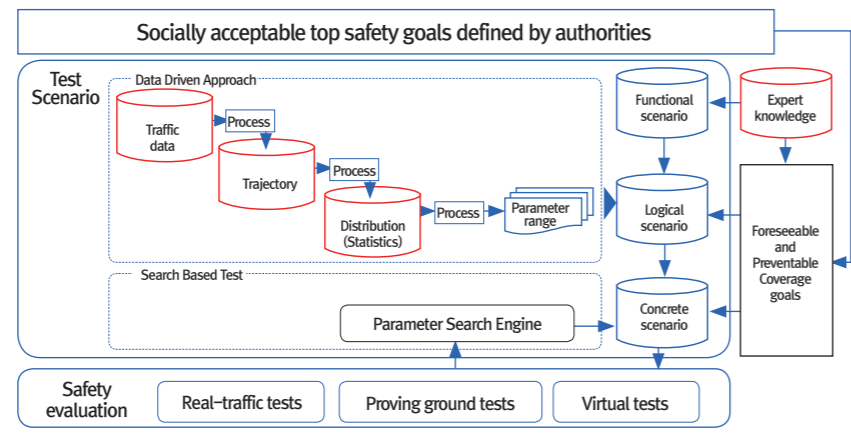 Socially acceptable top safety goals defined by authorities
Test
Scenario
Data Driven Approach
Traffic
data
Process
Trajectory
Process
Distribution
(Statistics)
Process
Parameter
range
Functional
scenario
Expert
knowledge
Logical
scenario
Foreseeable
and
Preventable
Coverage
goals
Search Based Test
Parameter Search Engine
Concrete
scenario
Safety
evaluation
Real-traffic tests
Proving ground tests
Virtual tests